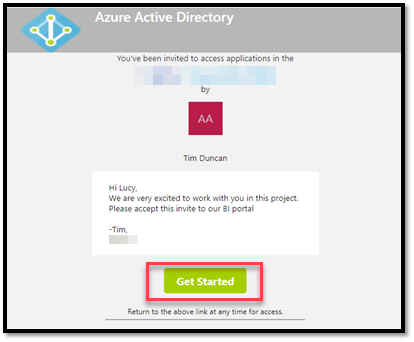 Azure Active Directory
You've been invited to access applications in the
by
AA
Tim Duncan
Hi Lucy,
We are very excited to work with you in this project.
Please accept this invite to our BI portal
-Tim,
Get Started
Return to the above link at any time for access.